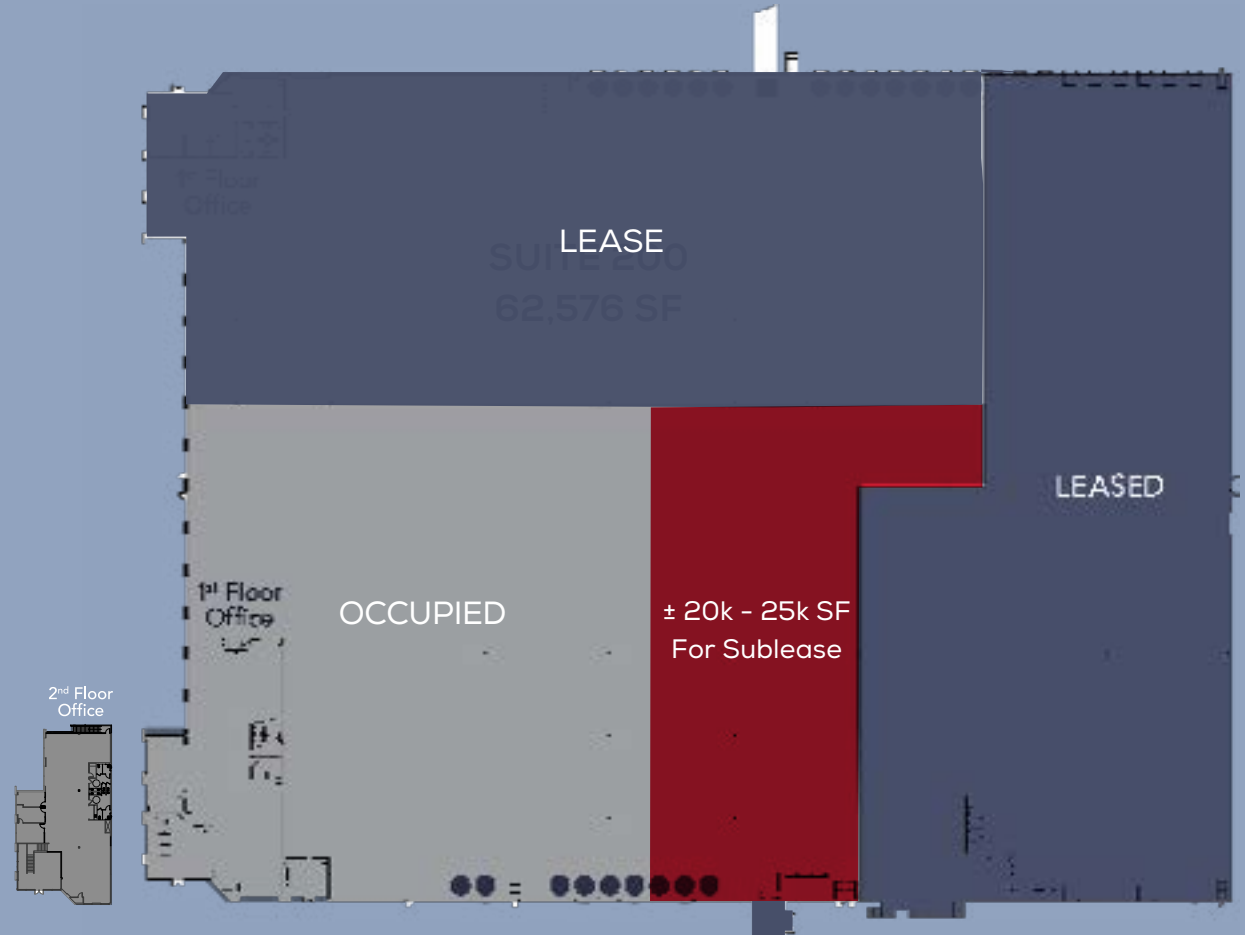 1st Floor
Office
LEASE
SUITE 200
62,576 SF
LEASED
1st Floor
Office
OCCUPIED
± 20k - 25k SF
For Sublease
2nd Floor
Office